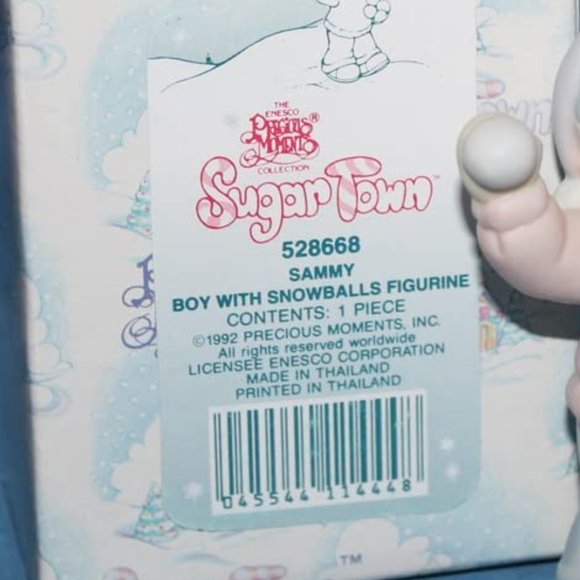 THE
ENESCO
PRECIOUS®
MOMENTS
COLLECTION
Sugar Town™
528668
SAMMY
BOY WITH SNOWBALLS FIGURINE
CONTENTS: 1 PIECE
©1992 PRECIOUS MOMENTS, INC.
All rights reserved worldwide
LICENSEE ENESCO CORPORATION
MADE IN THAILAND
PRINTED IN THAILAND
045544 114448
TM